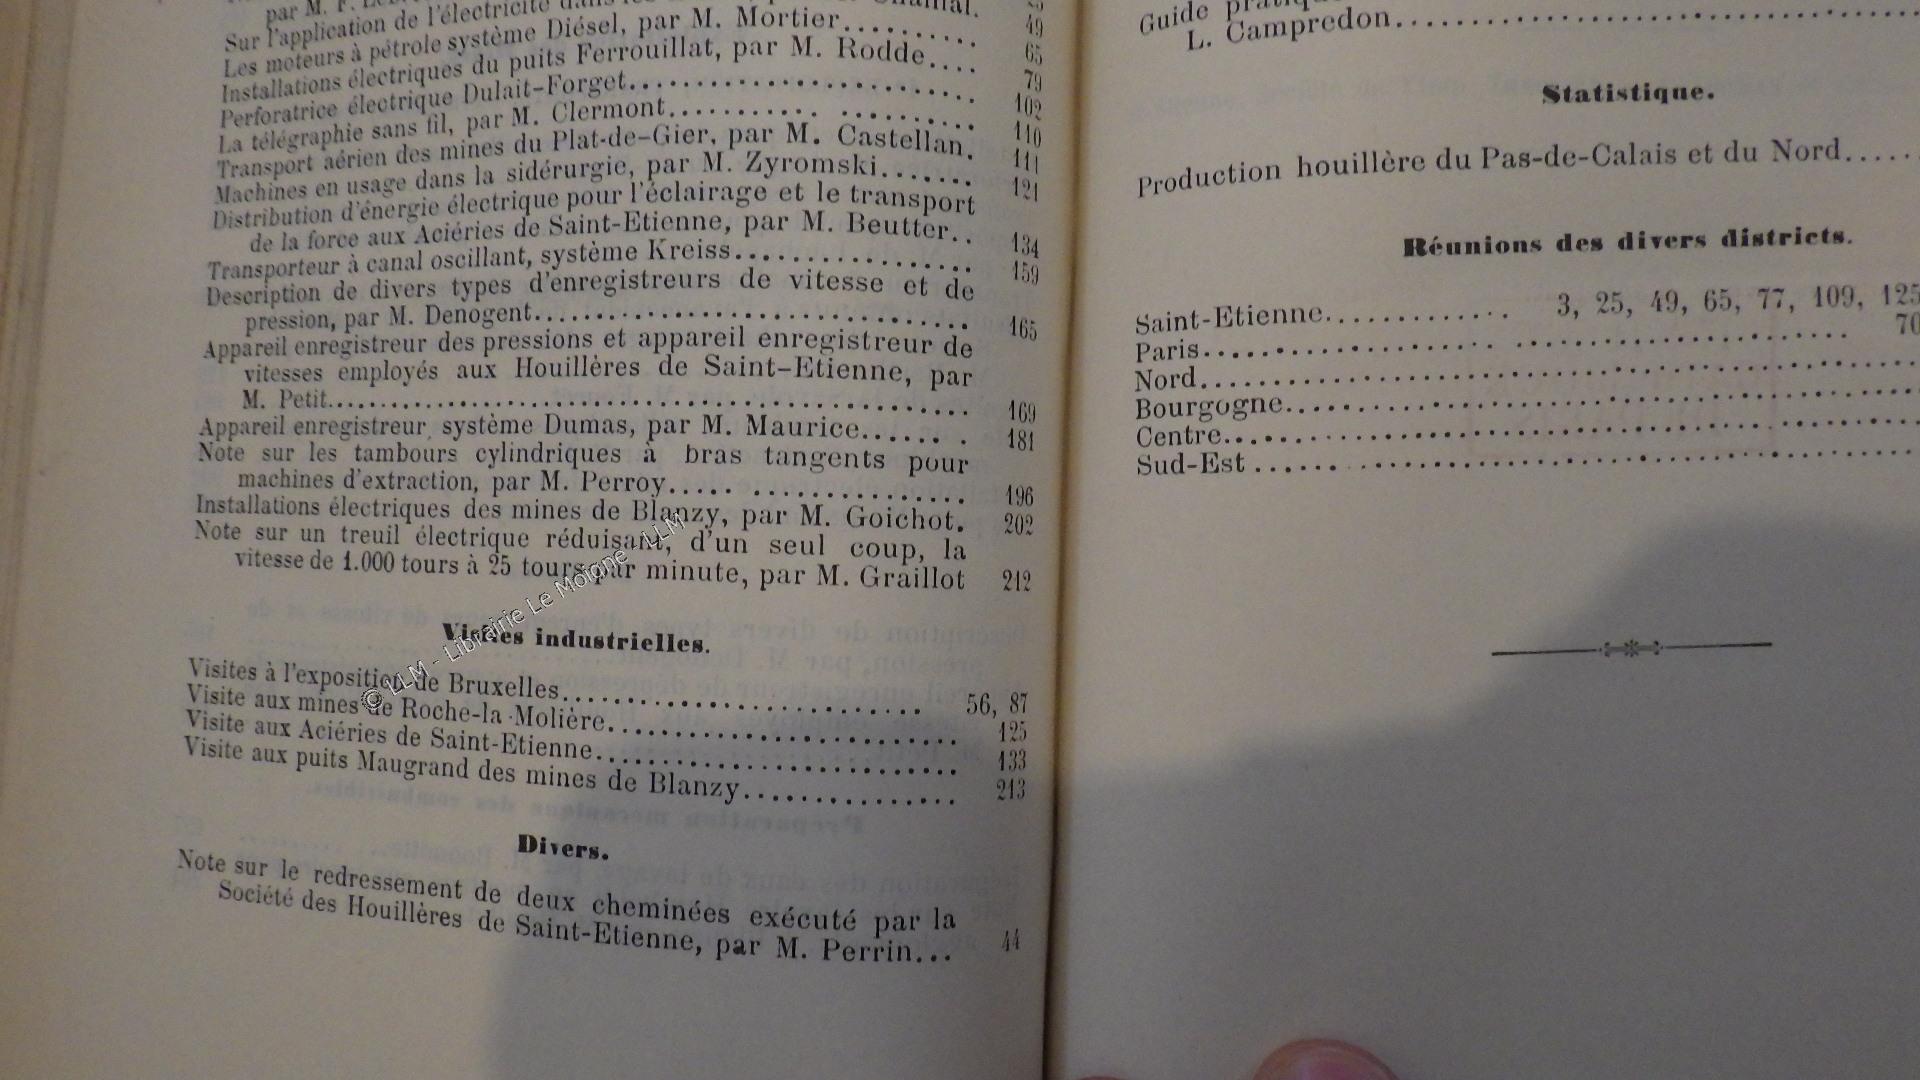 par M. F.
Sur l'application de l'électricité
49
Les moteurs à pétrole système Diésel, par M. Mortier.......... 65
Installations électriques du puits Ferrouillat, par M. Rodde.... 79
Perforatrice électrique Dulait-Forget.......................... 102
La télégraphie sans fil, par M. Clermont........... .......... 110
Transport aérien des mines du Plat-de-Gier, par M. Castellan. 111
Machines en usage dans la sidérurgie, par M. Zyromski....... 121
Distribution d'énergie électrique pour l'éclairage et le transport
de la force aux Aciéries de Saint-Etienne, par M. Beutter.. 134
Transporteur à canal oscillant, système Kreiss................. 159
Description de divers types d'enregistreurs de vitesse et de
pression, par M. Denogent................................ 165
Appareil enregistreur des pressions et appareil enregistreur de
vitesses employés aux Houillères de Saint-Etienne, par
M. Petit................................................ 169
Appareil enregistreur, système Dumas, par M. Maurice...... . 181
Note sur les tambours cylindriques à bras tangents pour
machines d'extraction, par M. Perroy..... ................ 196
Installations électriques des mines de Blanzy, par M. Goichot. 202
Note sur un treuil électrique réduisant, d'un seul coup, la
vitesse de 1.000 tours à 25 tours par minute, par M. Graillot 212
Visites industrielles.
Visites à l'exposition de Bruxelles........................... 56, 87
Visite aux mines de Roche-la-Molière......................... 125
Visite aux Aciéries de Saint-Etienne.......................... 133
Visite aux puits Maugrand des mines de Blanzy................ 213
Divers.
Note sur le redressement de deux cheminées exécuté par la
Société des Houillères de Saint-Etienne, par M. Perrin... 44
© LLM - Librairie Le Moigne - LLM
Guide
L. Campredon..............................
Statistique.
Production houillère du Pas-de-Calais et du Nord.....
Réunions des divers districts.
Saint-Etienne............. 3, 25, 49, 65, 77, 109, 125
Paris..................... ........................ 70
Nord................................................
Bourgogne...........................................
Centre..............................................
Sud-Est ...... .....................................